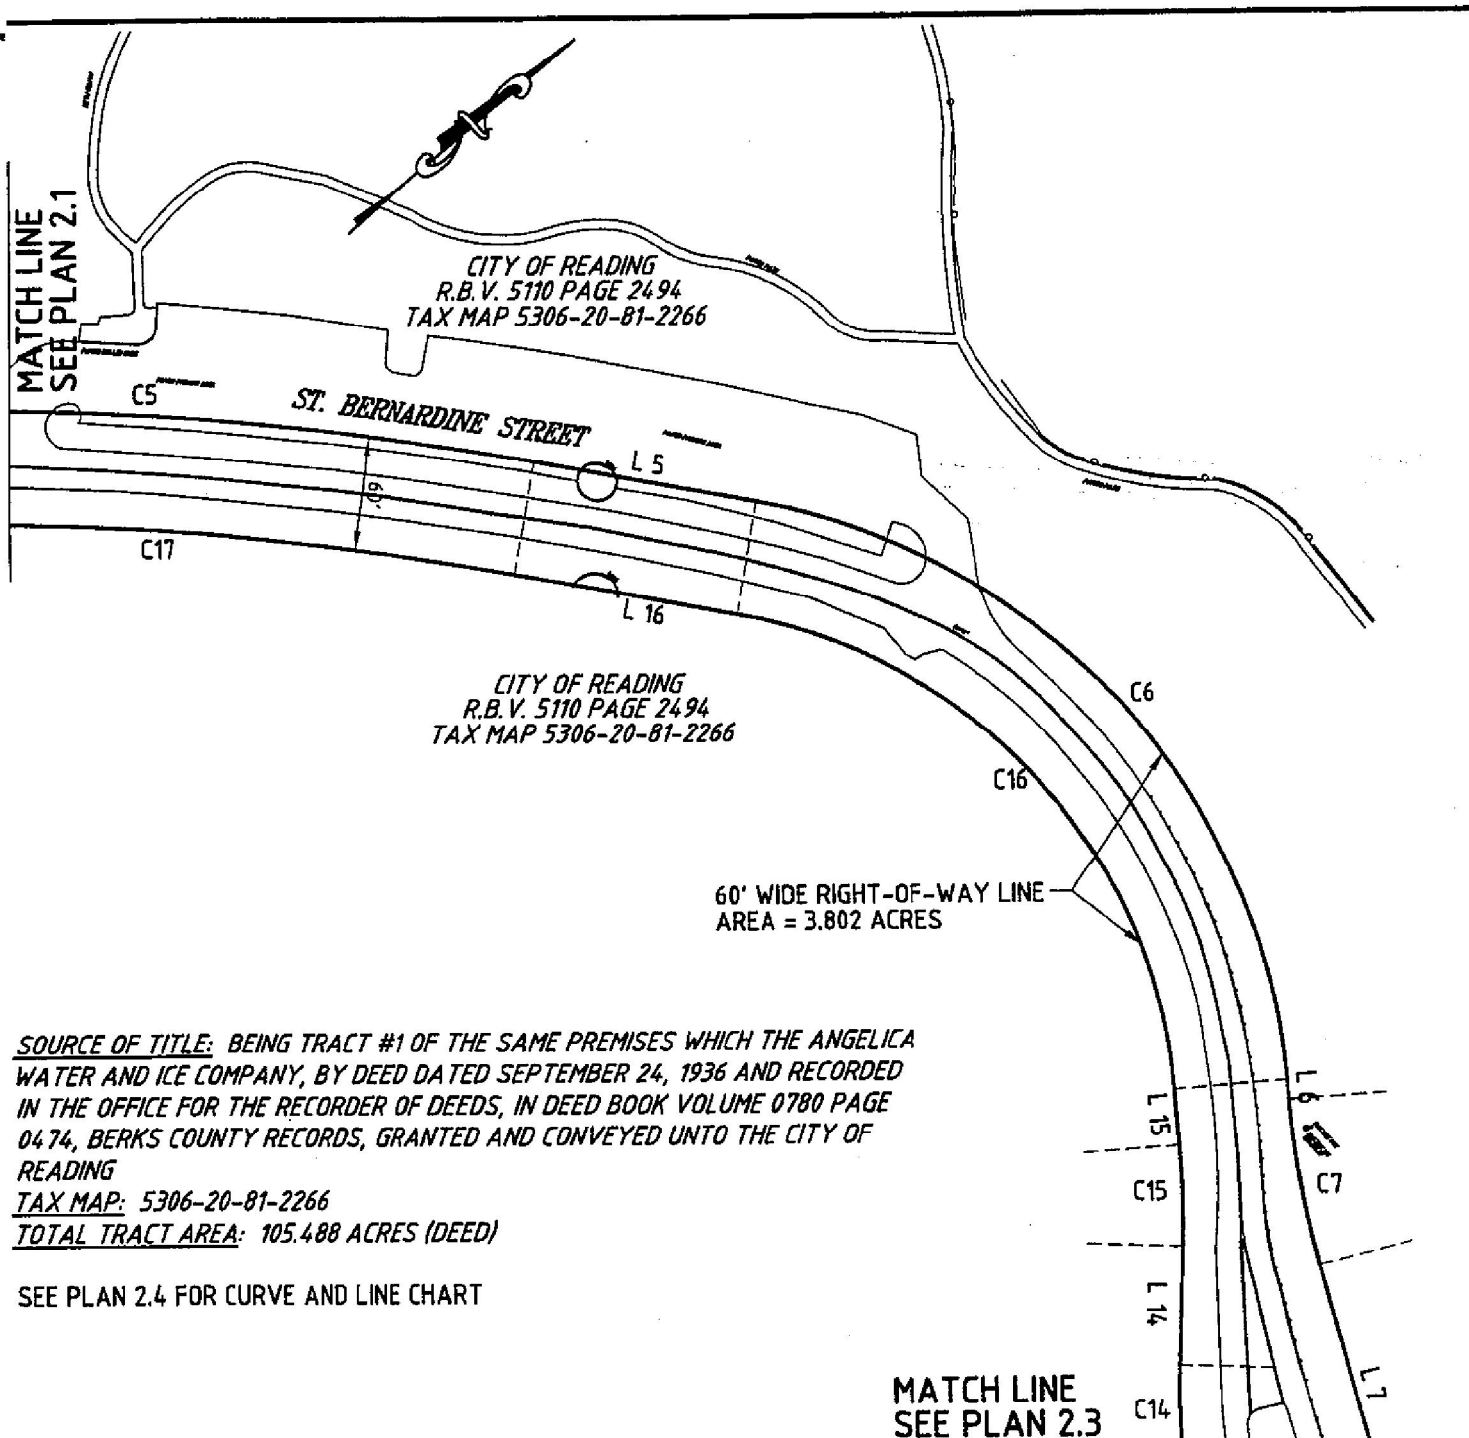 MATCH LINE
SEE PLAN 2.1
CITY OF READING
R.B.V. 5110 PAGE 2494
TAX MAP 5306-20-81-2266
C5
ST. BERNARDINE STREET
L 5
60'
C17
L 16
CITY OF READING
R.B.V. 5110 PAGE 2494
TAX MAP 5306-20-81-2266
C6
C16
60' WIDE RIGHT-OF-WAY LINE
AREA = 3.802 ACRES
SOURCE OF TITLE: BEING TRACT #1 OF THE SAME PREMISES WHICH THE ANGELICA
WATER AND ICE COMPANY, BY DEED DATED SEPTEMBER 24, 1936 AND RECORDED
IN THE OFFICE FOR THE RECORDER OF DEEDS, IN DEED BOOK VOLUME 0780 PAGE
0474, BERKS COUNTY RECORDS, GRANTED AND CONVEYED UNTO THE CITY OF
READING
TAX MAP: 5306-20-81-2266
TOTAL TRACT AREA: 105.488 ACRES (DEED)
SEE PLAN 2.4 FOR CURVE AND LINE CHART
L 6
L 15
C15
C7
L 14
L 7
C14
MATCH LINE
SEE PLAN 2.3